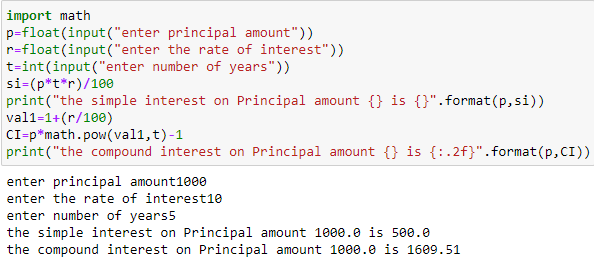 import math
p=float(input("enter principal amount"))
r=float(input("enter the rate of interest"))
t=int(input("enter number of years"))
si=(p*t*r)/100
print("the simple interest on Principal amount {} is {}".format(p,si))
val1=1+(r/100)
CI=p*math.pow(val1,t)-1
print("the compound interest on Principal amount {} is {:.2f}".format(p,CI))
enter principal amount1000
enter the rate of interest10
enter number of years5
the simple interest on Principal amount 1000.0 is 500.0
the compound interest on Principal amount 1000.0 is 1609.51